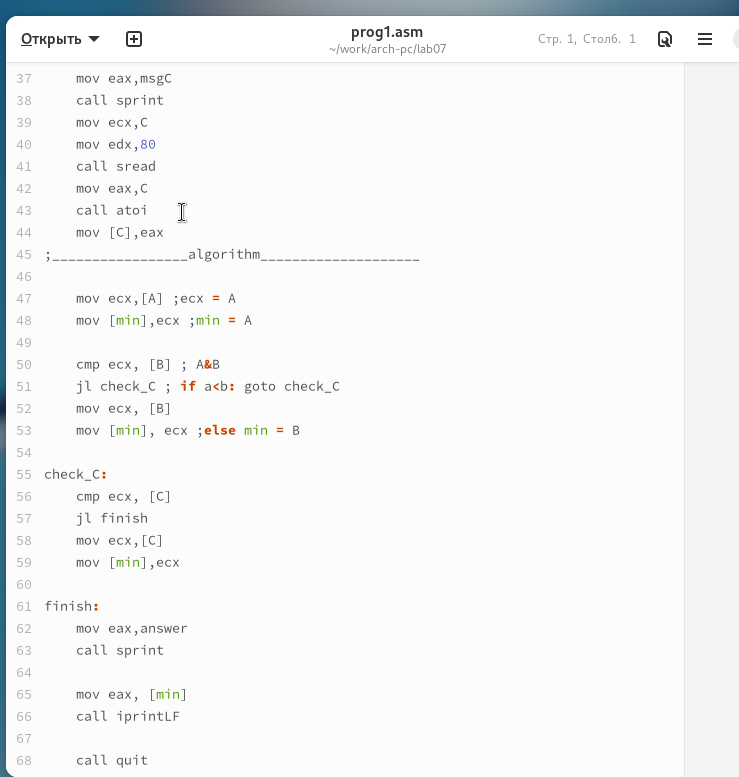 Открыть
prog1.asm
~/work/arch-pc/lab07
Стр. 1, Столб. 1
37 mov eax,msgC
38 call sprint
39 mov ecx,C
40 mov edx,80
41 call sread
42 mov eax,C
43 call atoi
44 mov [C],eax
45 ;_________________algorithm____________________
46
47 mov ecx,[A] ;ecx = A
48 mov [min],ecx ;min = A
49
50 cmp ecx, [B] ; A&B
51 jl check_C ; if a<b: goto check_C
52 mov ecx, [B]
53 mov [min], ecx ;else min = B
54
55 check_C:
56 cmp ecx, [C]
57 jl finish
58 mov ecx,[C]
59 mov [min],ecx
60
61 finish:
62 mov eax,answer
63 call sprint
64
65 mov eax, [min]
66 call iprintLF
67
68 call quit